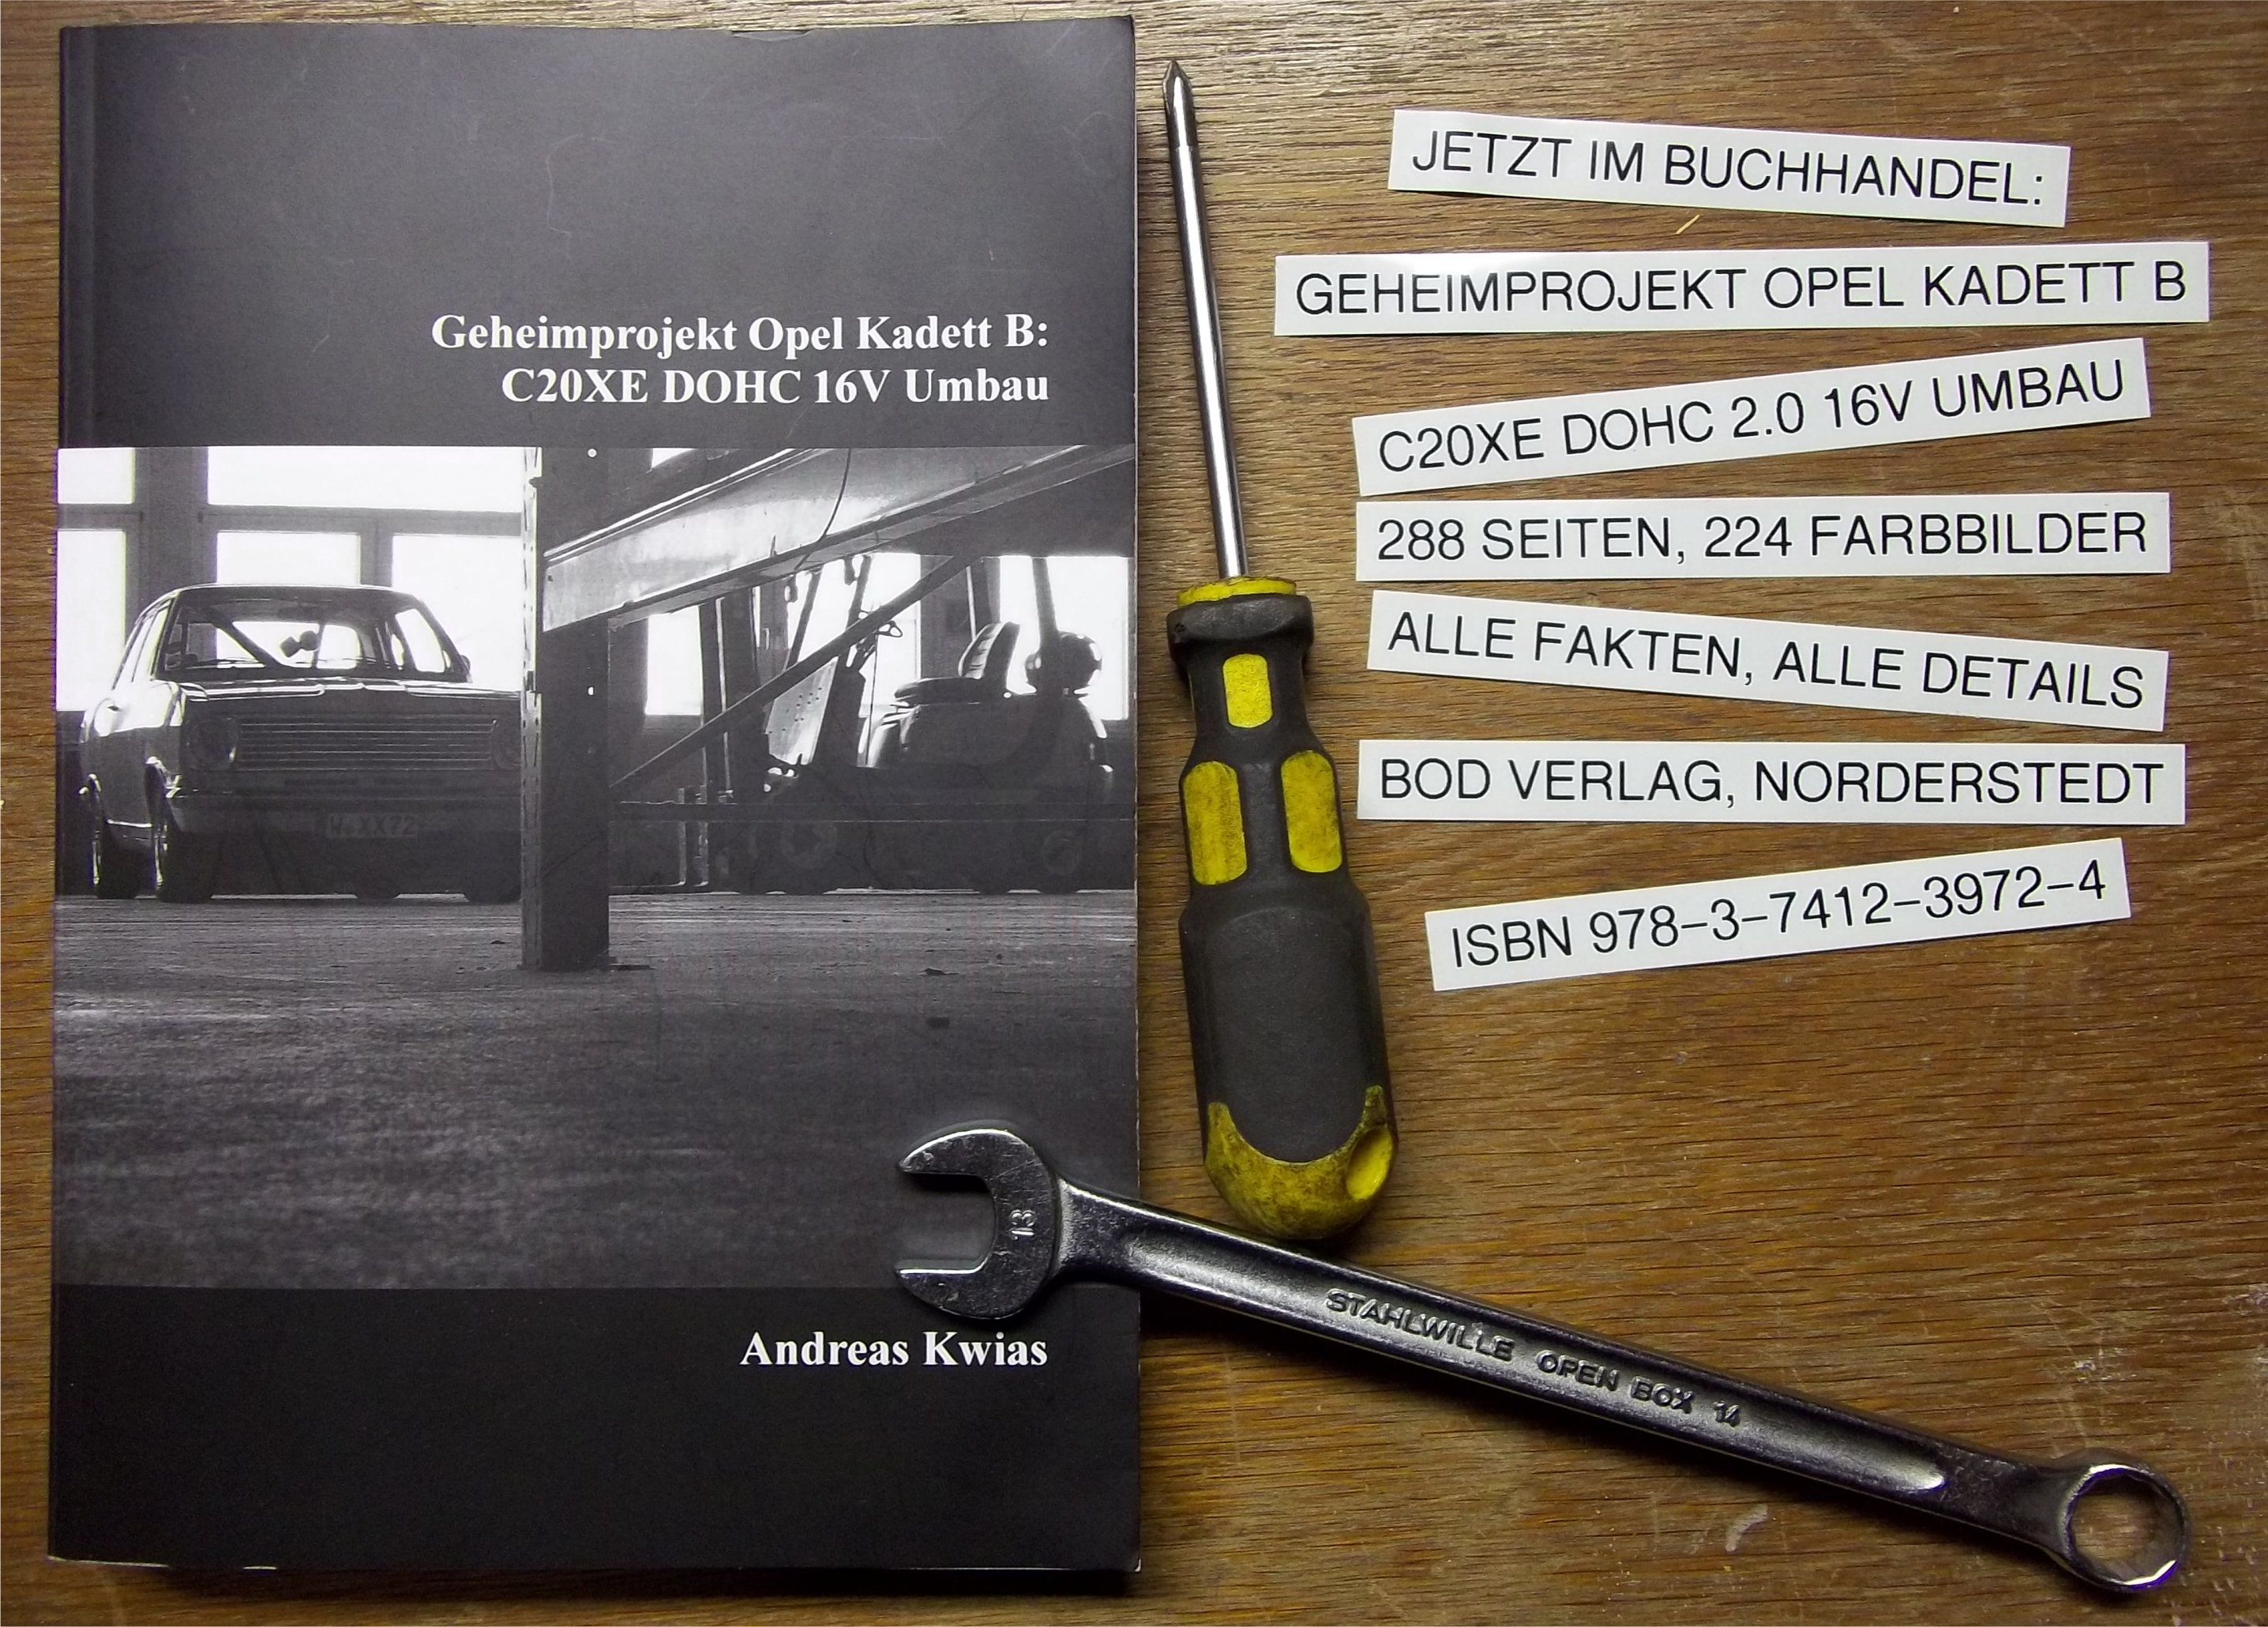 Geheimprojekt Opel Kadett B:
C20XE DOHC 16V Umbau
W XX72
Andreas Kwias
JETZT IM BUCHHANDEL:
GEHEIMPROJEKT OPEL KADETT B
C20XE DOHC 2.0 16V UMBAU
288 SEITEN, 224 FARBBILDER
ALLE FAKTEN, ALLE DETAILS
BOD VERLAG, NORDERSTEDT
ISBN 978-3-7412-3972-4
13
STAHLWILLE OPEN BOX 14